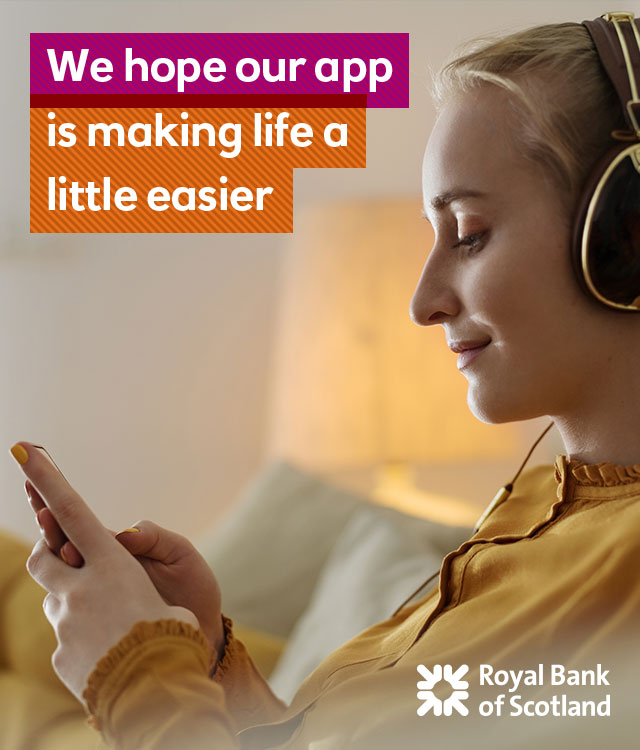 We hope our app
is making life a
little easier
Royal Bank
of Scotland